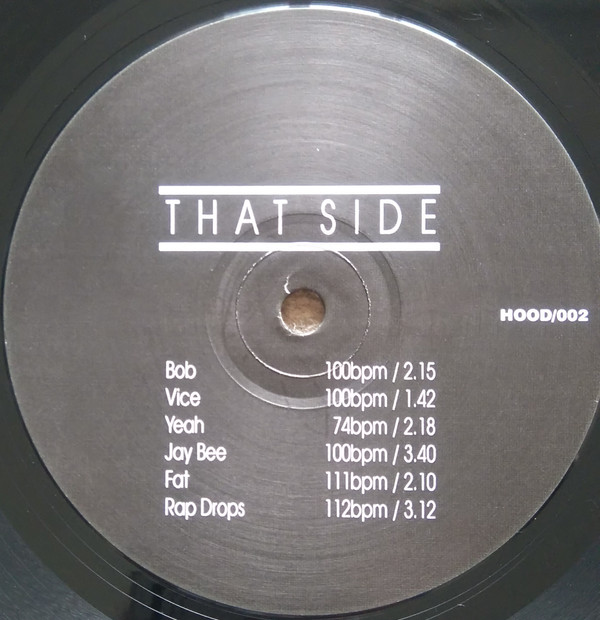 THAT SIDE
HOOD/002
Bob 100bpm / 2.15
Vice 100bpm / 1.42
Yeah 74bpm / 2.18
Jay Bee 100bpm / 3.40
Fat 111bpm / 2.10
Rap Drops 112bpm / 3.12